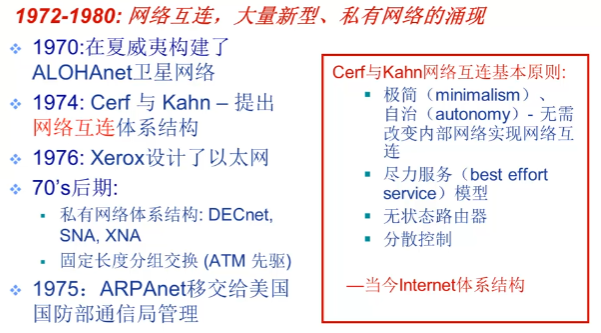 1972-1980: 网络互连，大量新型、私有网络的涌现
1970:在夏威夷构建了
ALOHAnet卫星网络
1974: Cerf 与 Kahn – 提出
网络互连体系结构
1976: Xerox设计了以太网
70’s后期:
私有网络体系结构: DECnet,
SNA, XNA
固定长度分组交换 (ATM 先驱)
1975：ARPAnet移交给美国
国防部通信局管理
Cerf与Kahn网络互连基本原则:
极简（minimalism）、
自治（autonomy）- 无需
改变内部网络实现网络互
连
尽力服务（best effort
service）模型
无状态路由器
分散控制
—当今Internet体系结构